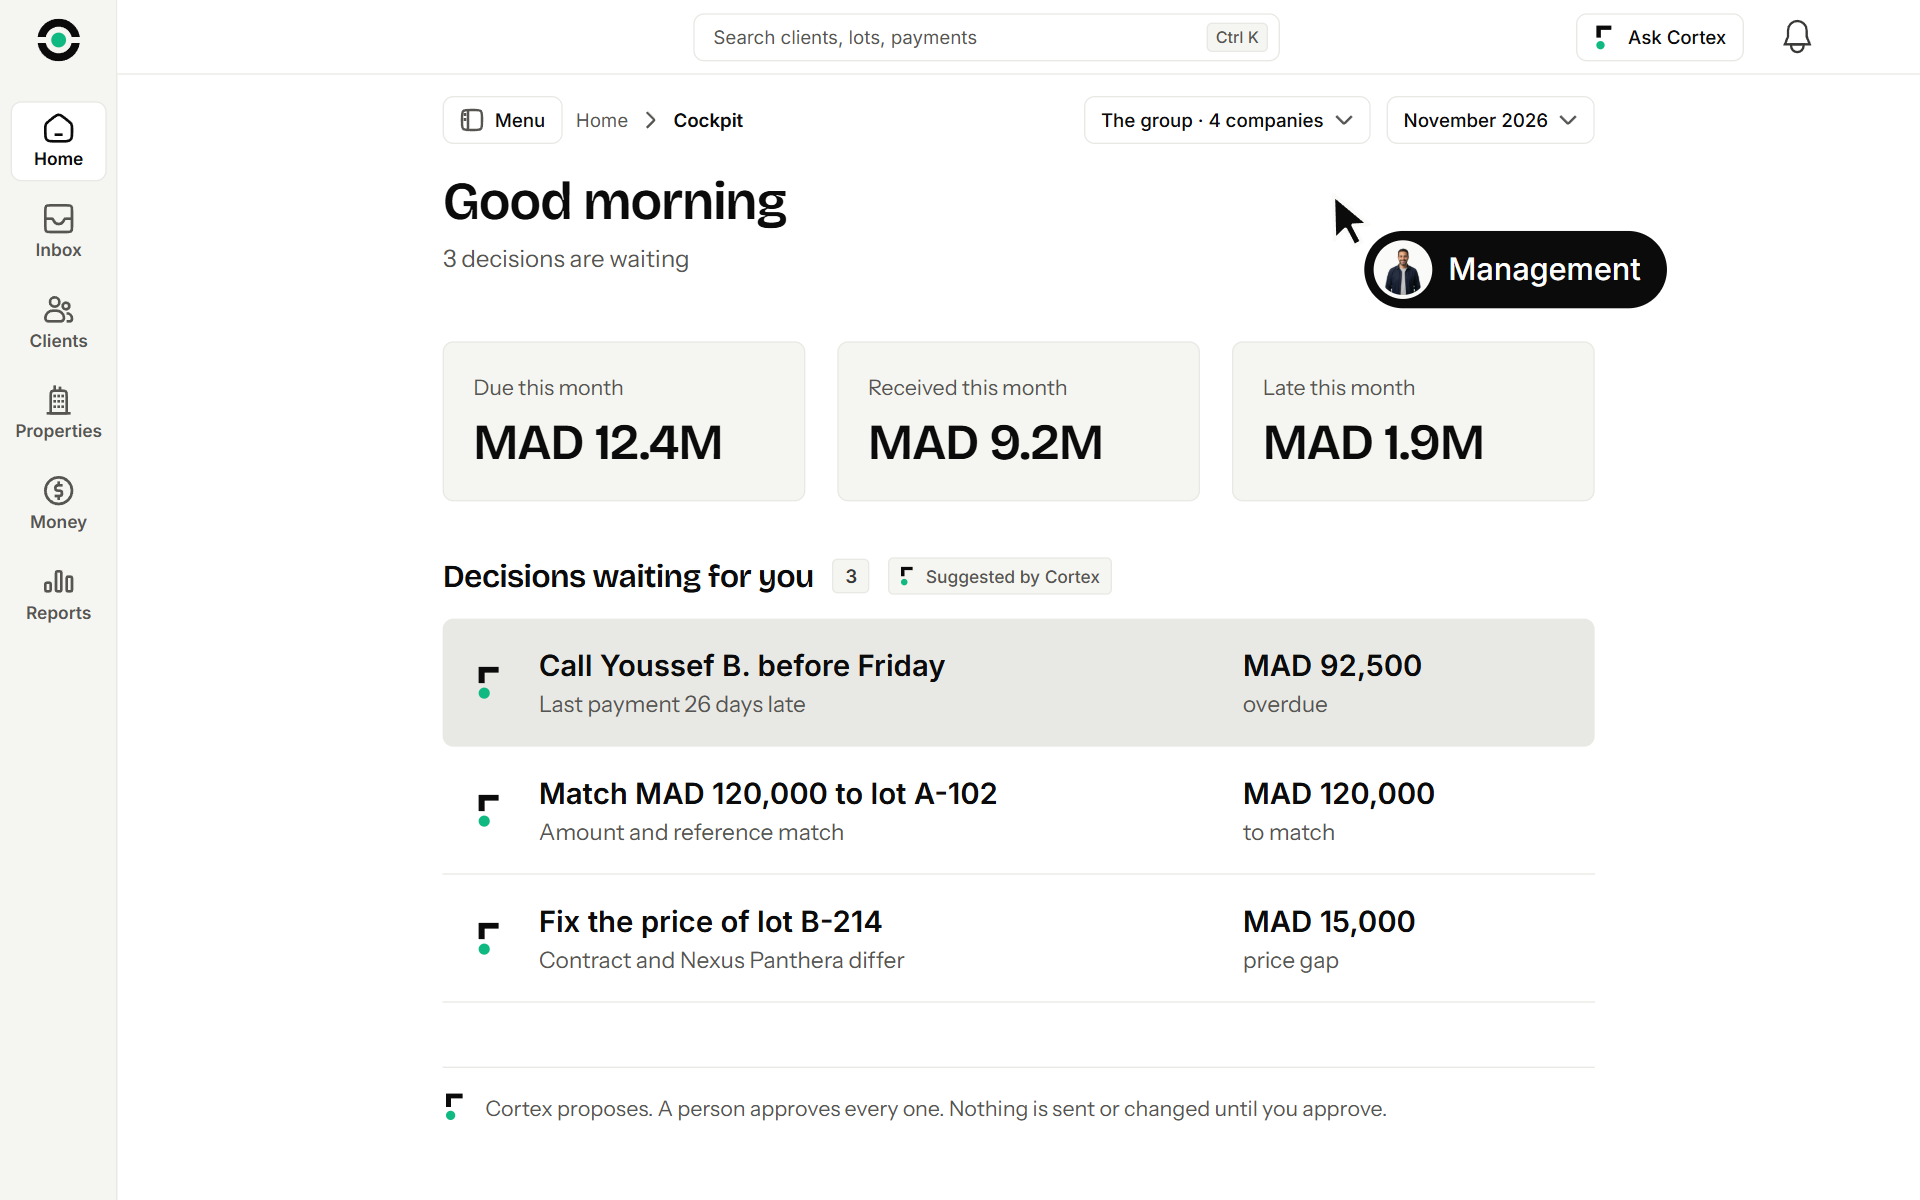 Search clients, lots, payments
Ctrl K
Ask Cortex
Home
Inbox
Clients
Properties
Money
Reports
Menu
Home
Cockpit
The group · 4 companies
November 2026
Good morning
3 decisions are waiting
Management
Due this month
MAD 12.4M
Received this month
MAD 9.2M
Late this month
MAD 1.9M
Decisions waiting for you
3
Suggested by Cortex
Call Youssef B. before Friday
MAD 92,500
Last payment 26 days late
overdue
Match MAD 120,000 to lot A-102
MAD 120,000
Amount and reference match
to match
Fix the price of lot B-214
MAD 15,000
Contract and Nexus Panthera differ
price gap
Cortex proposes. A person approves every one. Nothing is sent or changed until you approve.